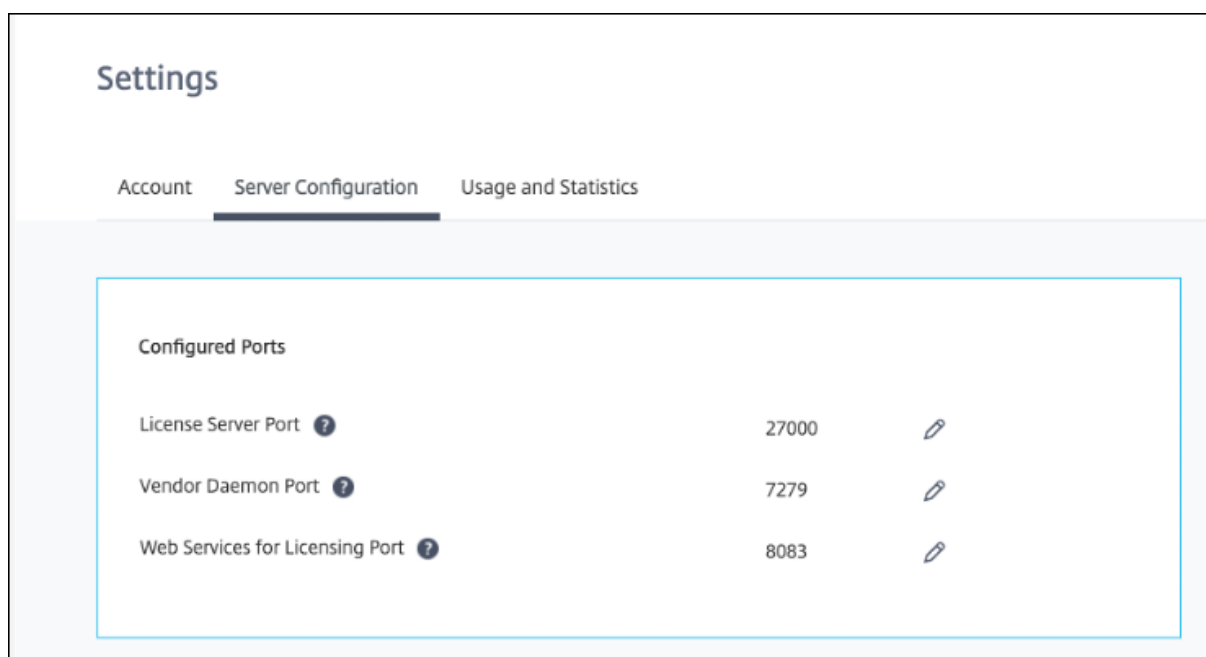 Settings
Account Server Configuration Usage and Statistics
Configured Ports
License Server Port ? 27000
Vendor Daemon Port ? 7279
Web Services for Licensing Port ? 8083